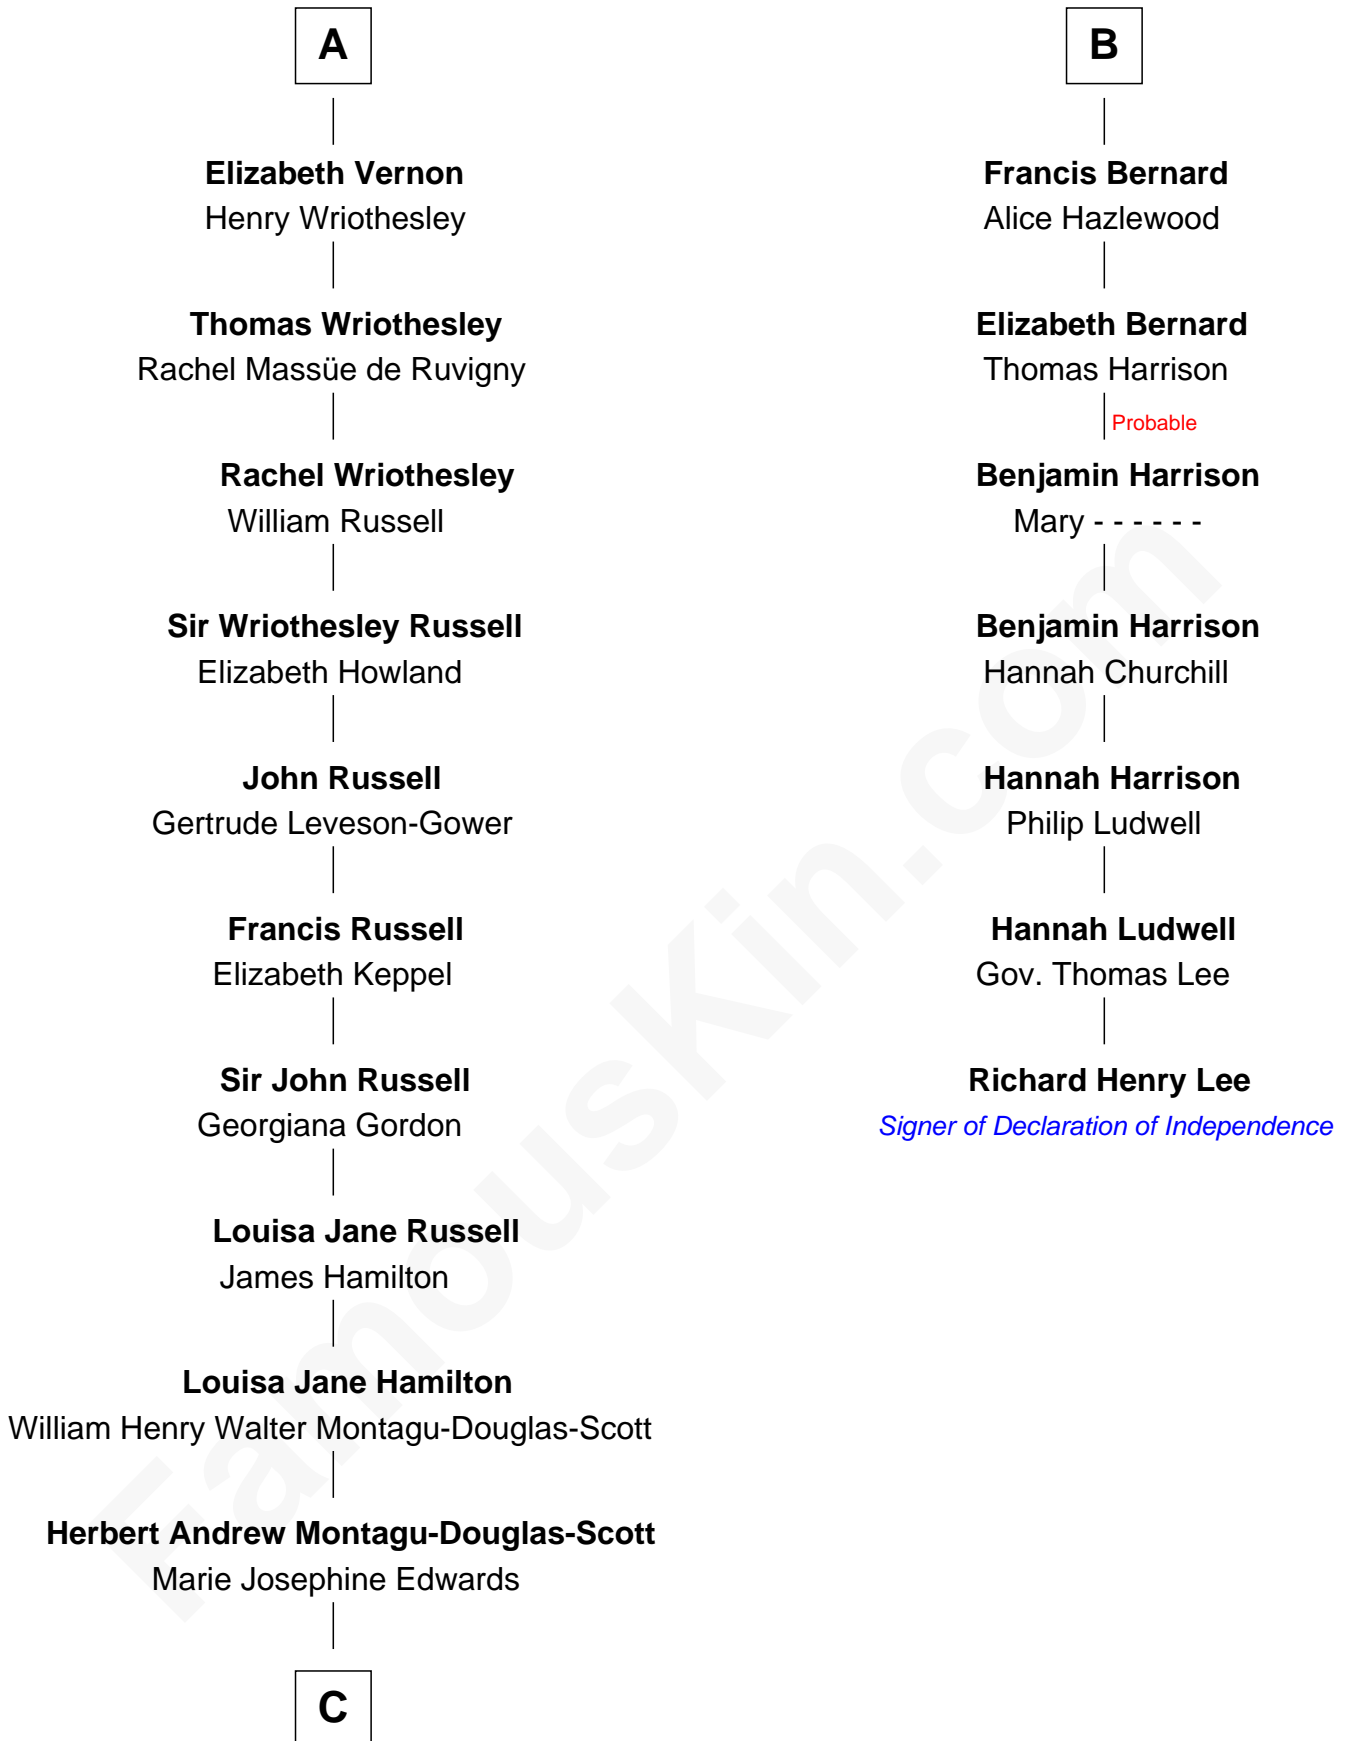 A
Elizabeth Vernon
Henry Wriothesley
Thomas Wriothesley
Rachel Massüe de Ruvigny
Rachel Wriothesley
William Russell
Sir Wriothesley Russell
Elizabeth Howland
John Russell
Gertrude Leveson-Gower
Francis Russell
Elizabeth Keppel
Sir John Russell
Georgiana Gordon
Louisa Jane Russell
James Hamilton
Louisa Jane Hamilton
William Henry Walter Montagu-Douglas-Scott
Herbert Andrew Montagu-Douglas-Scott
Marie Josephine Edwards
C
B
Francis Bernard
Alice Hazlewood
Elizabeth Bernard
Thomas Harrison
Probable
Benjamin Harrison
Mary - - - - - -
Benjamin Harrison
Hannah Churchill
Hannah Harrison
Philip Ludwell
Hannah Ludwell
Gov. Thomas Lee
Richard Henry Lee
Signer of Declaration of Independence
FamousKin.com